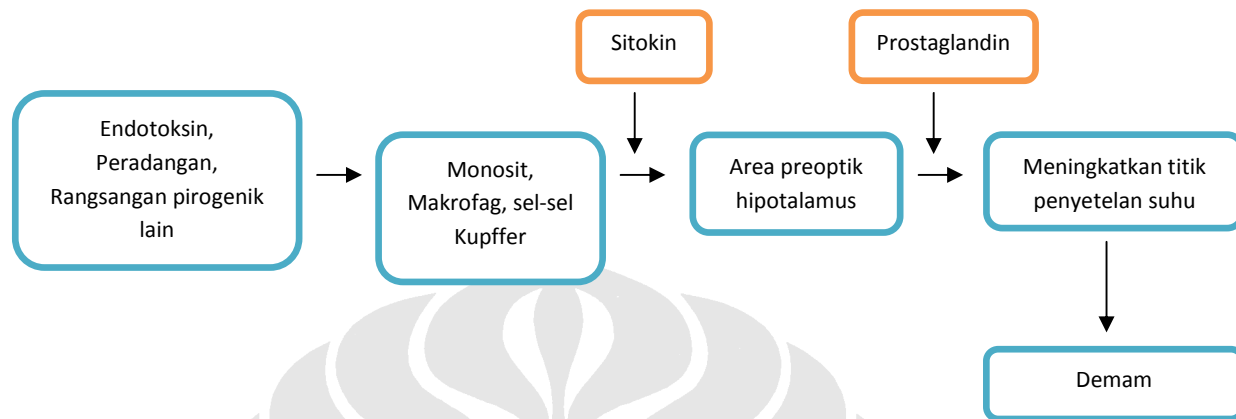 Sitokin
Prostaglandin
Endotoksin,
Peradangan,
Rangsangan pirogenik
lain
Monosit,
Makrofag, sel-sel
Kupffer
Area preoptik
hipotalamus
Meningkatkan titik
penyetelan suhu
Demam